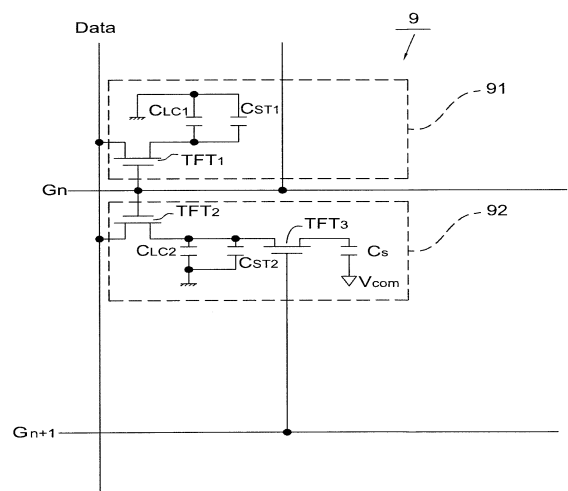 Data
9
91
CLC1
CST1
TFT1
Gn
TFT2
92
TFT3
CLC2
CST2
Cs
Vcom
Gn+1